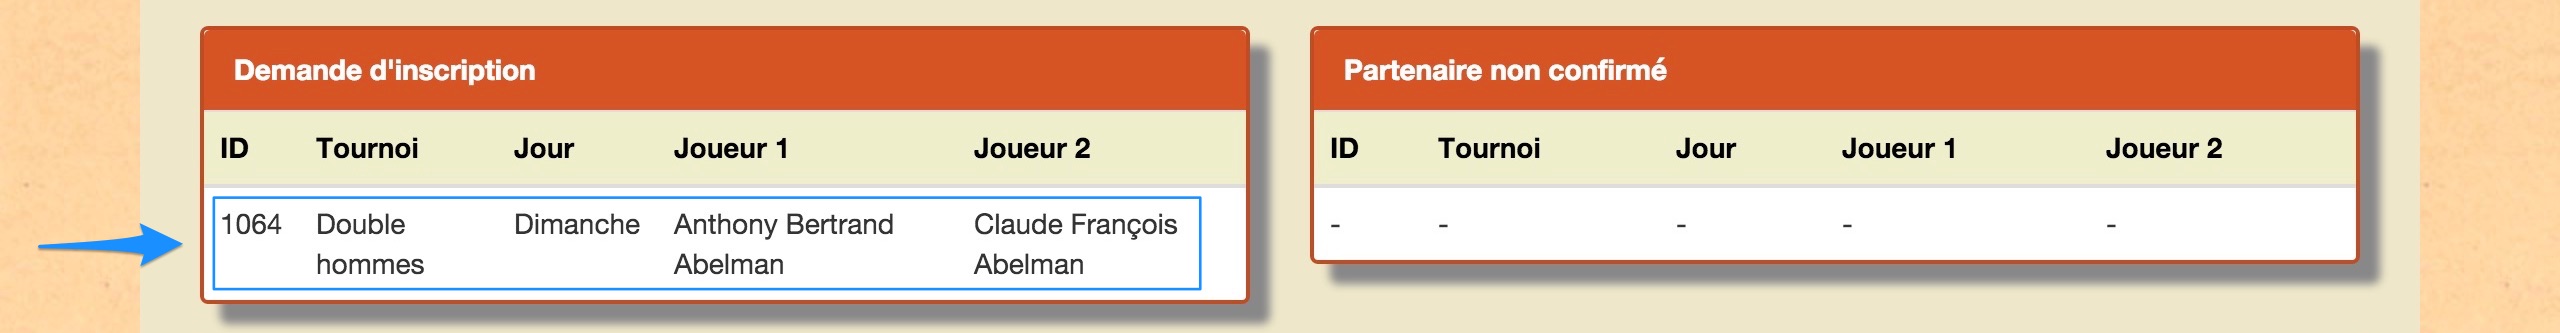 Demande d'inscription
ID Tournoi Jour Joueur 1 Joueur 2
1064 Double hommes Dimanche Anthony Bertrand Abelman Claude François Abelman
Partenaire non confirmé
ID Tournoi Jour Joueur 1 Joueur 2
- - - - -